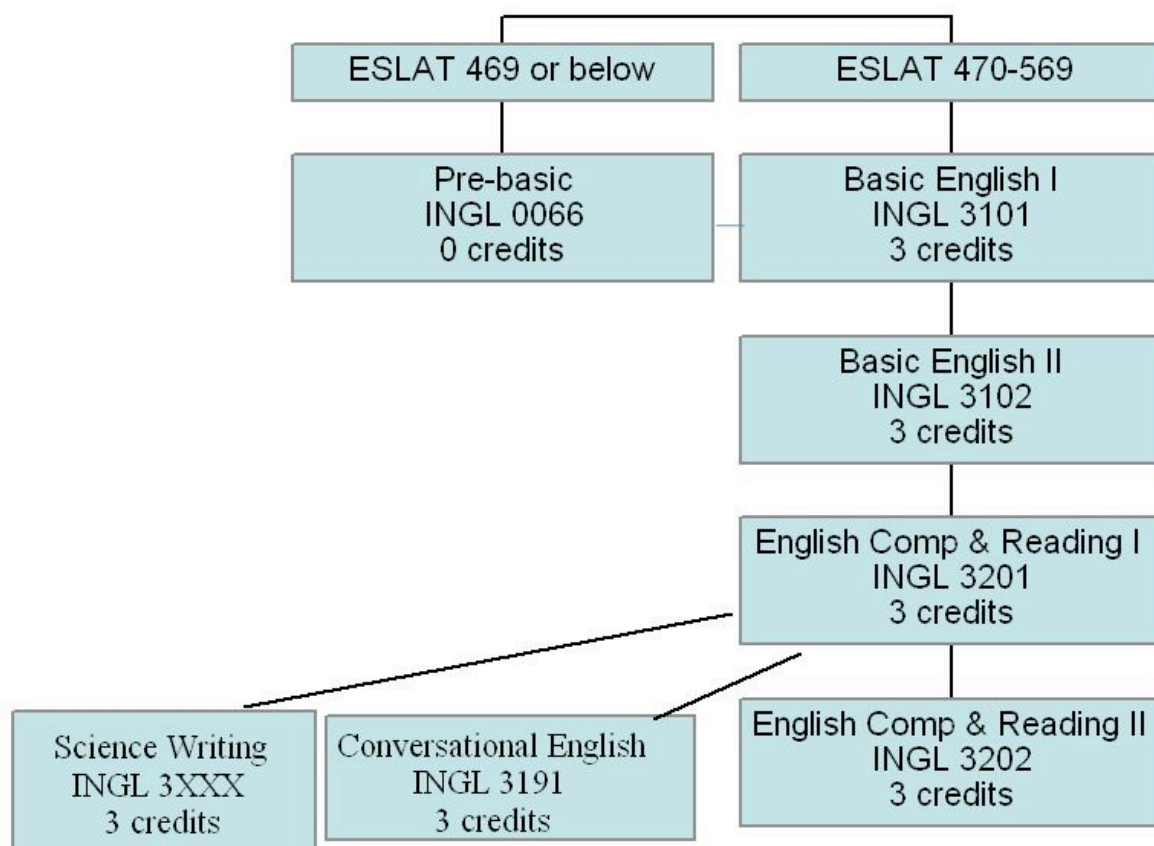 ESLAT 469 or below
ESLAT 470-569
Pre-basic
INGL 0066
0 credits
Basic English I
INGL 3101
3 credits
Basic English II
INGL 3102
3 credits
English Comp & Reading I
INGL 3201
3 credits
Science Writing
INGL 3XXX
3 credits
Conversational English
INGL 3191
3 credits
English Comp & Reading II
INGL 3202
3 credits